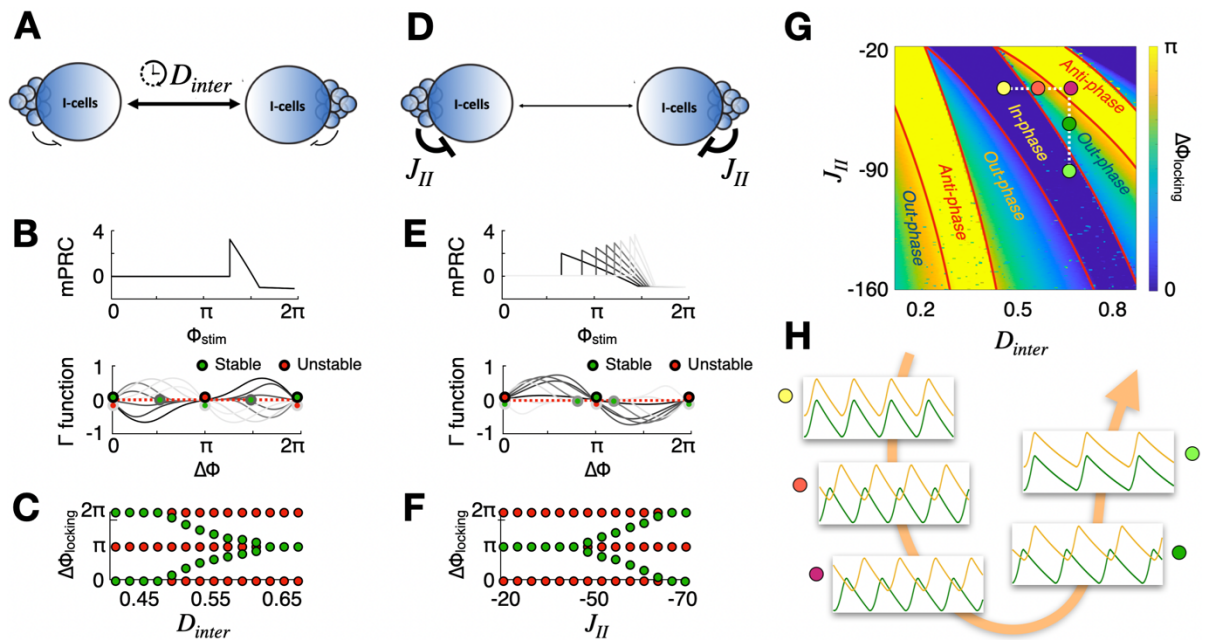 A
D
G
D_inter
I-cells
I-cells
I-cells
I-cells
J_II
J_II
-20
-90
-160
J_II
Anti-phase
In-phase
Out-phase
Out-phase
Anti-phase
Out-phase
0.2
0.5
0.8
D_inter
π
0
ΔΦ_locking
B
4
0
mPRC
0
π
2π
Φ_stim
Stable
Unstable
1
0
-1
Γ function
0
π
2π
ΔΦ
E
4
0
mPRC
0
π
2π
Φ_stim
Stable
Unstable
1
0
-1
Γ function
0
π
2π
ΔΦ
H
C
2π
π
0
ΔΦ_locking
0.45
0.55
0.65
D_inter
F
2π
π
0
ΔΦ_locking
-20
-50
-70
J_II